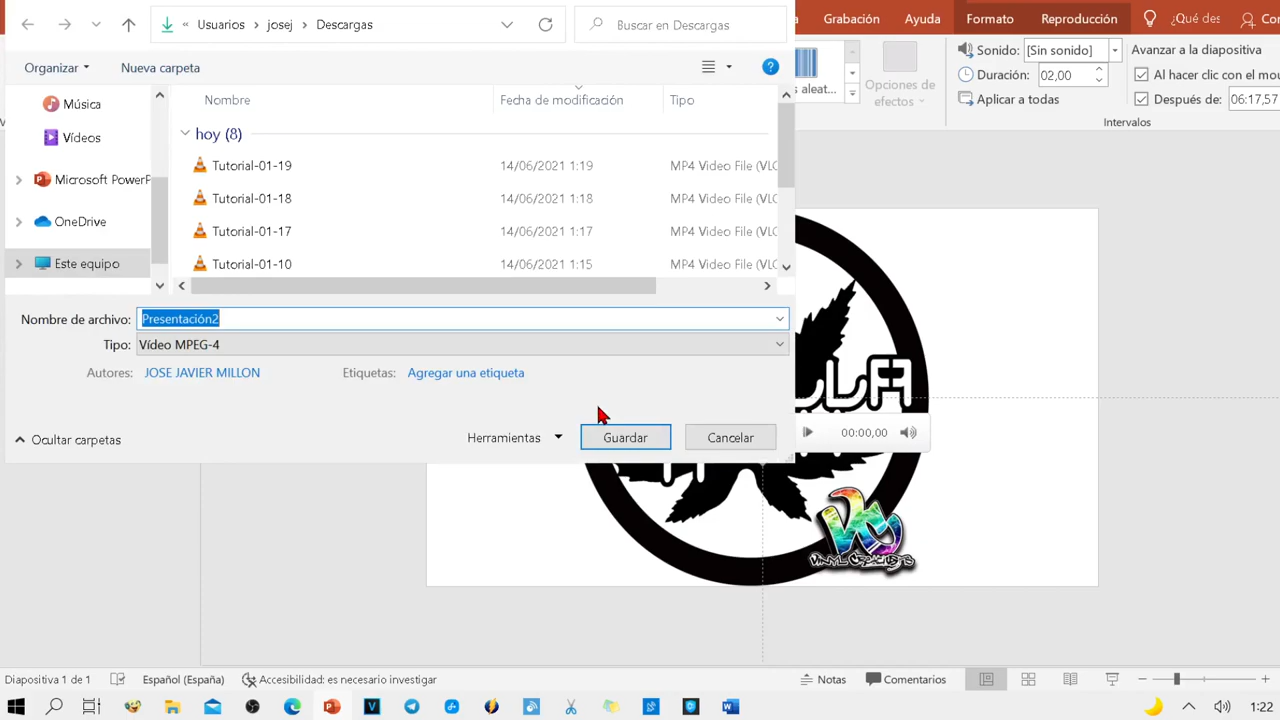 « Usuarios › josej › Descargas
Buscar en Descargas
Grabación Ayuda Formato Reproducción ¿Qué des
Organizar Nueva carpeta
Sonido: [Sin sonido] Avanzar a la diapositiva
Duración: 02,00 Al hacer clic con el mou
Aplicar a todas Después de: 06:17,57
s aleat... Opciones de
efectos
Intervalos
Música
Vídeos
Microsoft PowerP
OneDrive
Este equipo
Nombre Fecha de modificación Tipo
hoy (8)
Tutorial-01-19 14/06/2021 1:19 MP4 Video File (VLC
Tutorial-01-18 14/06/2021 1:18 MP4 Video File (VLC
Tutorial-01-17 14/06/2021 1:17 MP4 Video File (VLC
Tutorial-01-10 14/06/2021 1:15 MP4 Video File (VLC
Nombre de archivo: Presentación2
Tipo: Vídeo MPEG-4
Autores: JOSE JAVIER MILLON Etiquetas: Agregar una etiqueta
Ocultar carpetas Herramientas Guardar Cancelar
00:00,00
VC
Diapositiva 1 de 1 Español (España) Accesibilidad: es necesario investigar Notas Comentarios
1:22